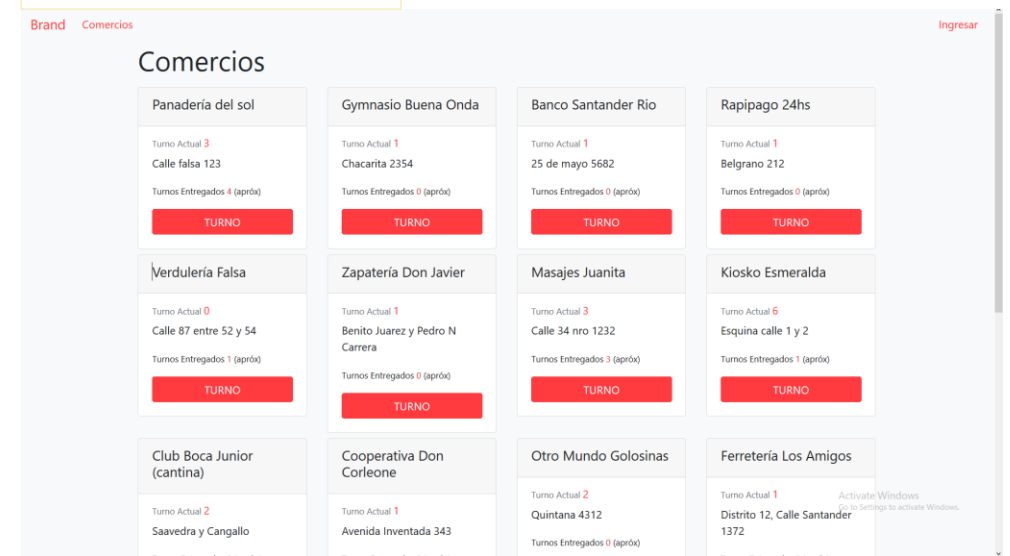 Brand Comercios Ingresar
Comercios
Panadería del sol
Turno Actual 3
Calle falsa 123
Turnos Entregados 4 (apróx)
TURNO
Gymnasio Buena Onda
Turno Actual 1
Chacarita 2354
Turnos Entregados 0 (apróx)
TURNO
Banco Santander Rio
Turno Actual 1
25 de mayo 5682
Turnos Entregados 0 (apróx)
TURNO
Rapipago 24hs
Turno Actual 1
Belgrano 212
Turnos Entregados 0 (apróx)
TURNO
Verdulería Falsa
Turno Actual 0
Calle 87 entre 52 y 54
Turnos Entregados 1 (apróx)
TURNO
Zapatería Don Javier
Turno Actual 1
Benito Juarez y Pedro N
Carrera
Turnos Entregados 0 (apróx)
TURNO
Masajes Juanita
Turno Actual 3
Calle 34 nro 1232
Turnos Entregados 3 (apróx)
TURNO
Kiosko Esmeralda
Turno Actual 6
Esquina calle 1 y 2
Turnos Entregados 1 (apróx)
TURNO
Club Boca Junior
(cantina)
Turno Actual 2
Saavedra y Cangallo
Cooperativa Don
Corleone
Turno Actual 1
Avenida Inventada 343
Otro Mundo Golosinas
Turno Actual 2
Quintana 4312
Turnos Entregados 0 (apróx)
Ferretería Los Amigos
Turno Actual 1
Distrito 12, Calle Santander
1372
Activate Windows
Go to Settings to activate Windows.